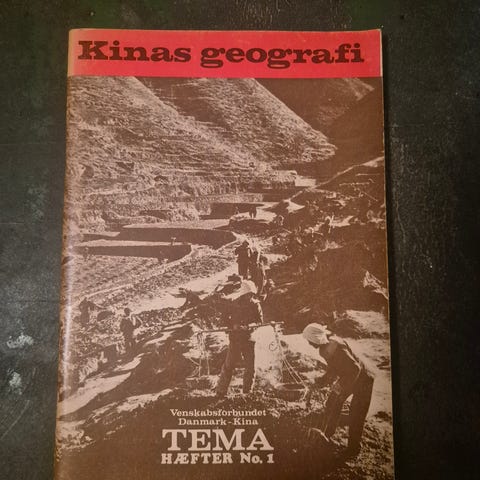 Kinas geografi
Venskabsforbundet
Danmark-Kina
TEMA
HÆFTER No. 1